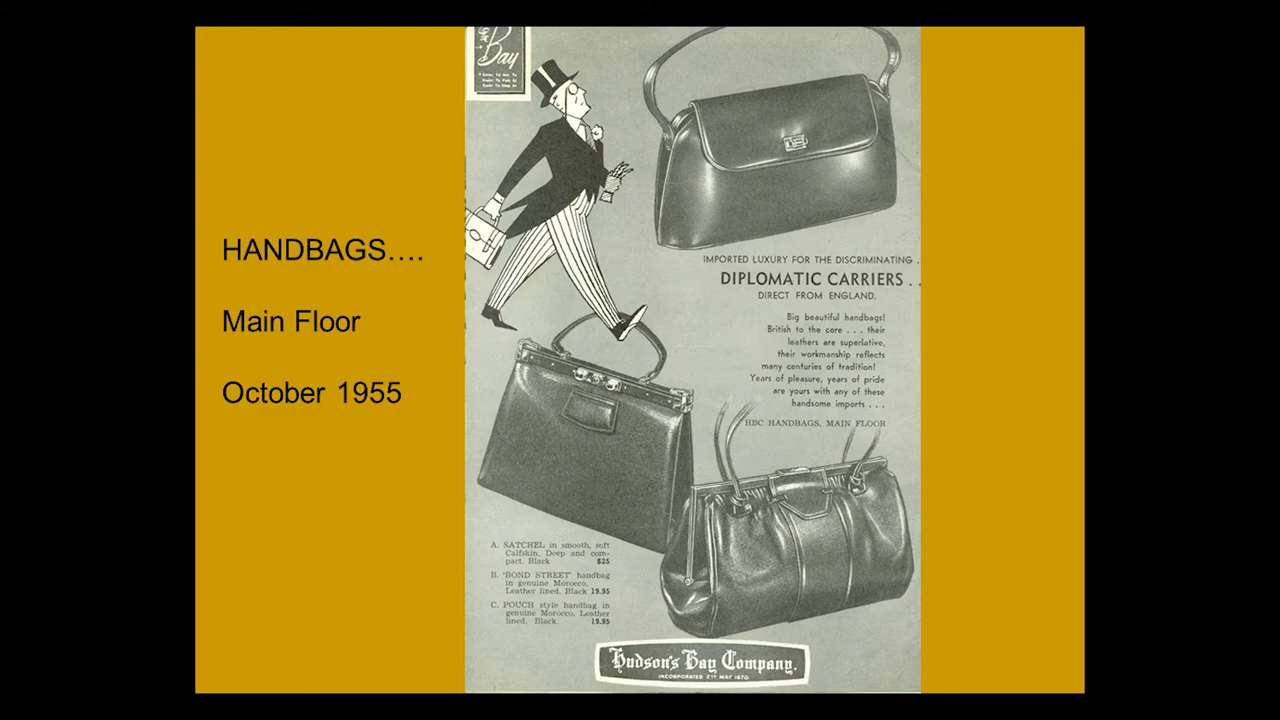 HANDBAGS….
Main Floor
October 1955
Bay
IMPORTED LUXURY FOR THE DISCRIMINATING .
DIPLOMATIC CARRIERS . .
DIRECT FROM ENGLAND.
Big beautiful handbags!
British to the core . . . their
leathers are superlative,
their workmanship reflects
many centuries of tradition!
Years of pleasure, years of pride
are yours with any of these
handsome imports . . .
HBC HANDBAGS, MAIN FLOOR
A. SATCHEL in smooth, soft
Calfskin. Deep and com-
pact. Black $25
B. "BOND STREET" handbag
in genuine Morocco.
Leather lined. Black 19.95
C. POUCH style handbag in
genuine Morocco. Leather
lined. Black. 19.95
Hudson's Bay Company.
INCORPORATED 2ND MAY 1670.